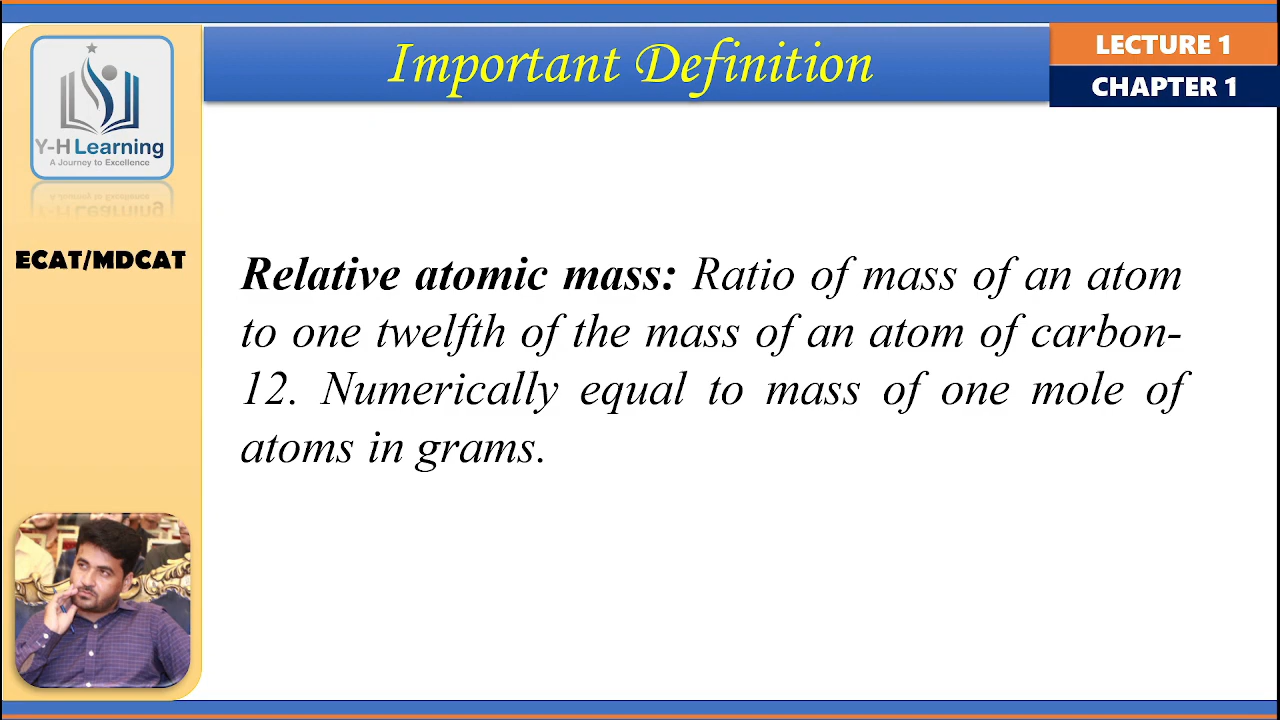 Important Definition
LECTURE 1
CHAPTER 1
Y-H Learning
A Journey to Excellence
ECAT/MDCAT
Relative atomic mass: Ratio of mass of an atom
to one twelfth of the mass of an atom of carbon-
12. Numerically equal to mass of one mole of
atoms in grams.